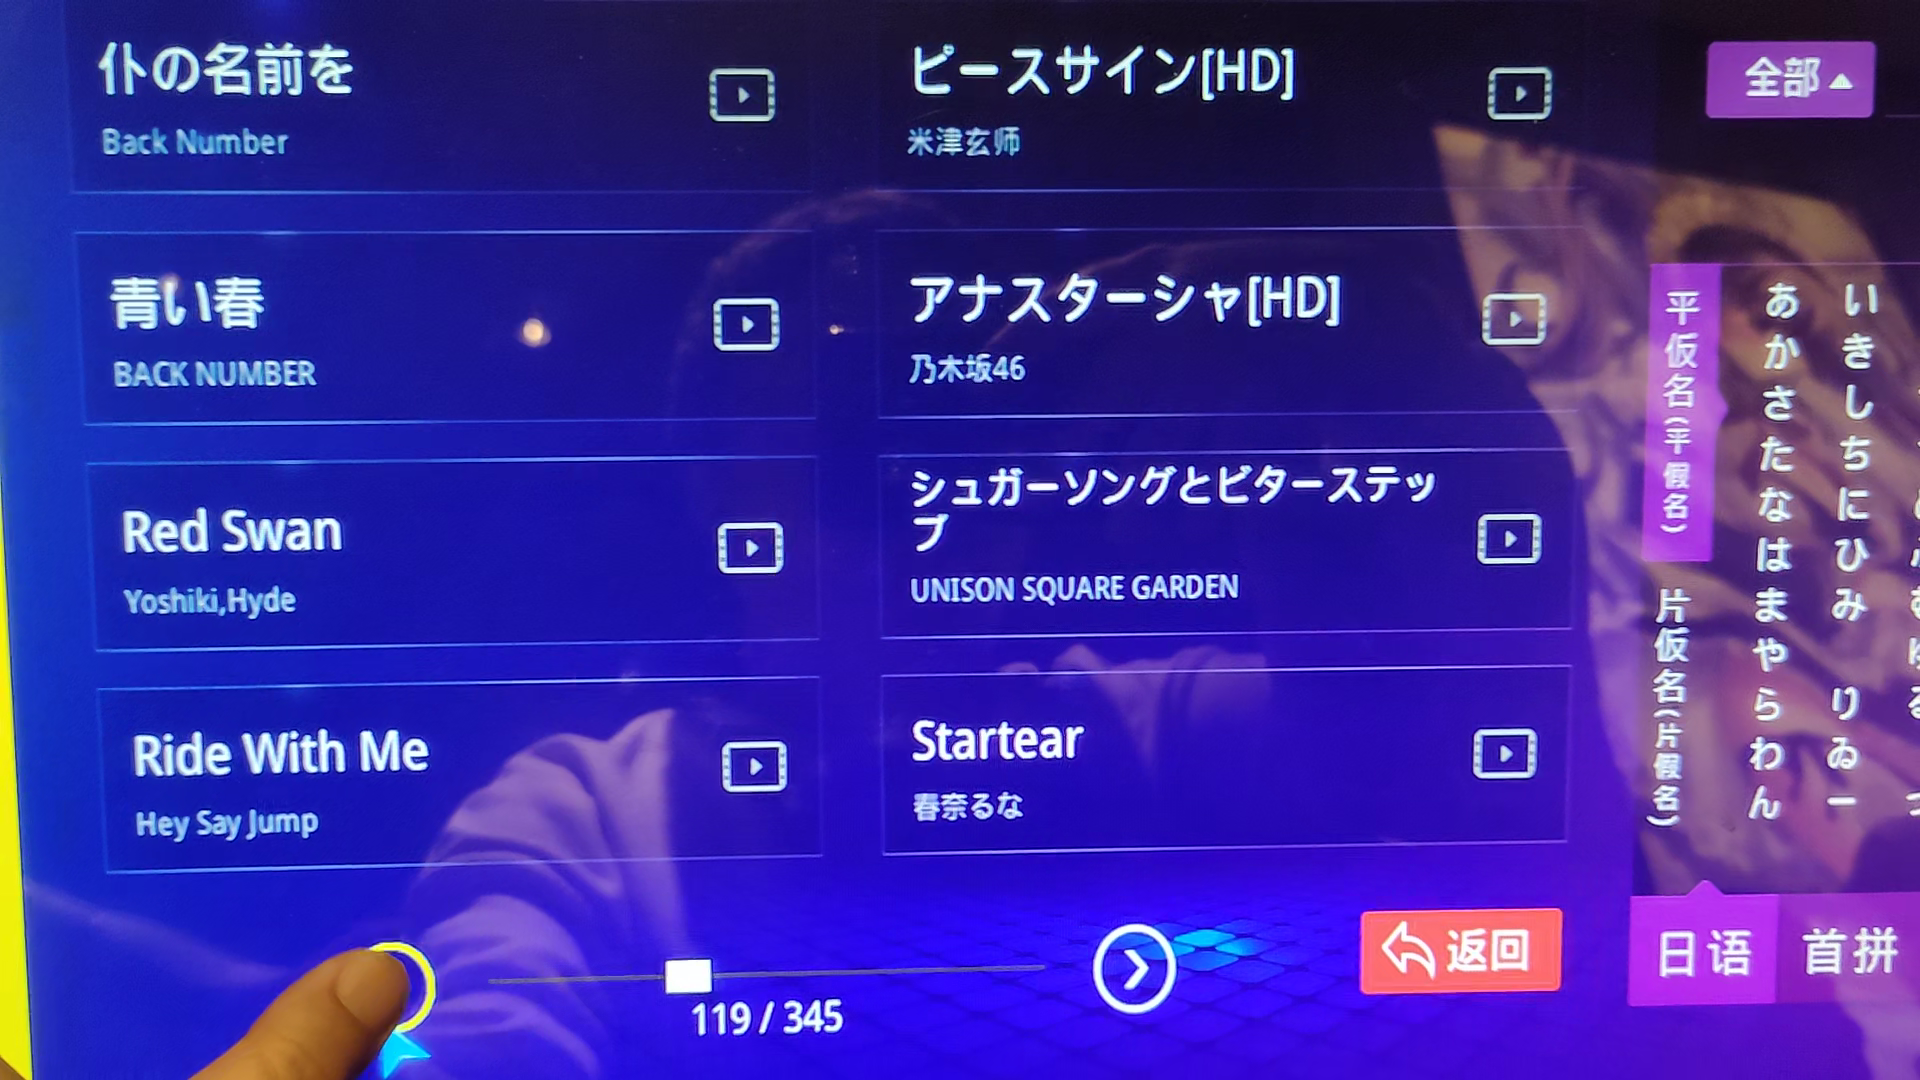 仆の名前を
Back Number
ピースサイン[HD]
米津玄师
青い春
BACK NUMBER
アナスターシャ[HD]
乃木坂46
Red Swan
Yoshiki,Hyde
シュガーソングとビターステッ
プ
UNISON SQUARE GARDEN
Ride With Me
Hey Say Jump
Startear
春奈るな
119 / 345
返回
全部
平仮名(平假名)
片仮名(片假名)
あかさたなはまやらわん
いきしちにひみ りゐー
日语
首拼